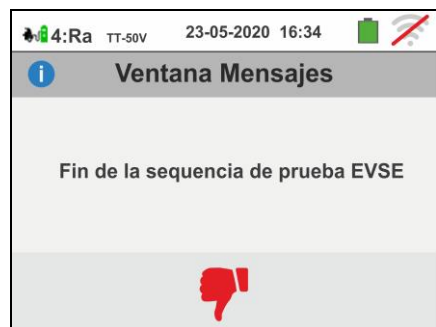 4:Ra TT-50V 23-05-2020 16:34
Ventana Mensajes
Fin de la sequencia de prueba EVSE